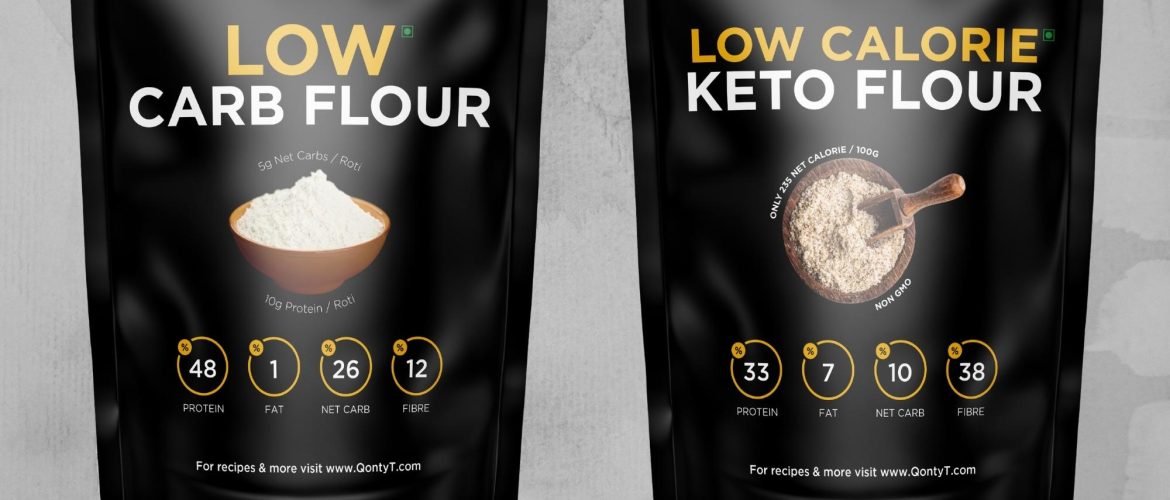 LOW
CARB FLOUR
5g Net Carbs / Roti
10g Protein / Roti
% 48
PROTEIN
% 1
FAT
% 26
NET CARB
% 12
FIBRE
For recipes & more visit www.QontyT.com
LOW CALORIE
KETO FLOUR
ONLY 235 NET CALORIE / 100G
NON GMO
% 33
PROTEIN
% 7
FAT
% 10
NET CARB
% 38
FIBRE
For recipes & more visit www.QontyT.com